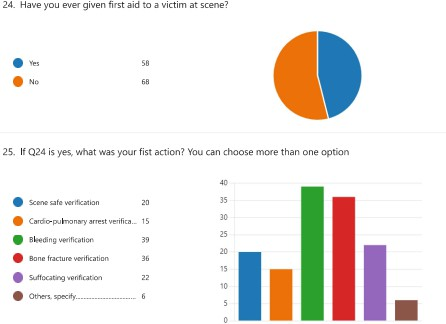 24. Have you ever given first aid to a victim at scene?
Yes 58
No 68
25. If Q24 is yes, what was your fist action? You can choose more than one option
Scene safe verification 20
Cardio-pulmonary arrest verifica... 15
Bleeding verification 39
Bone fracture verification 36
Suffocating verification 22
Others, specify................................ 6
40
35
30
25
20
15
10
5
0